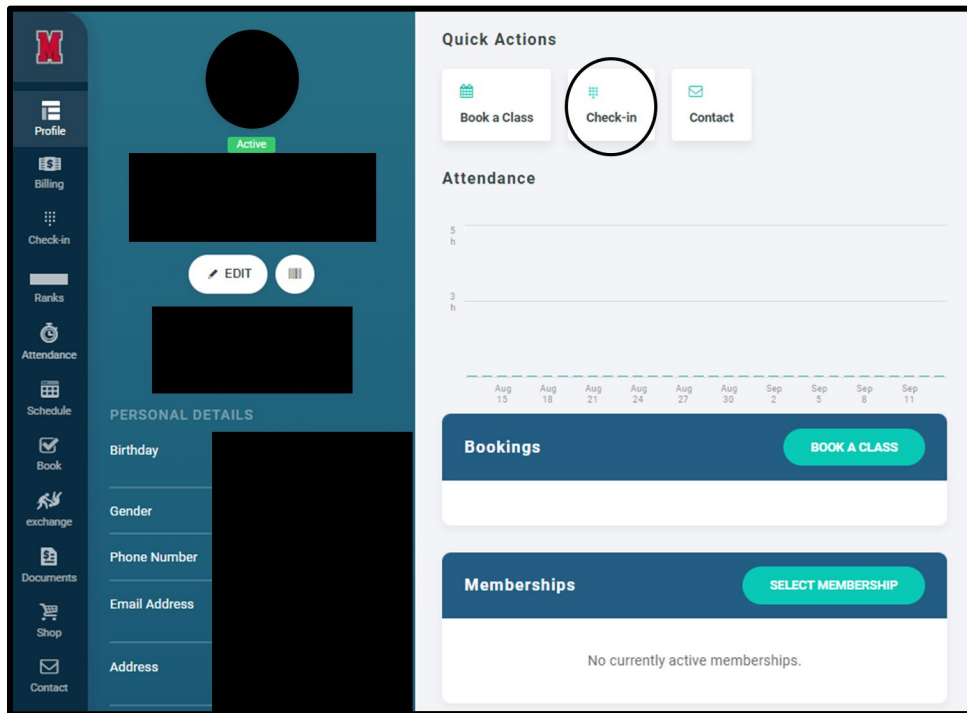 M
Profile
Billing
Check-in
Ranks
Attendance
Schedule
Book
exchange
Documents
Shop
Contact
Active
EDIT
PERSONAL DETAILS
Birthday
Gender
Phone Number
Email Address
Address
Quick Actions
Book a Class
Check-in
Contact
Attendance
5
h
3
h
Aug 15
Aug 18
Aug 21
Aug 24
Aug 27
Aug 30
Sep 2
Sep 5
Sep 8
Sep 11
Bookings
BOOK A CLASS
Memberships
SELECT MEMBERSHIP
No currently active memberships.